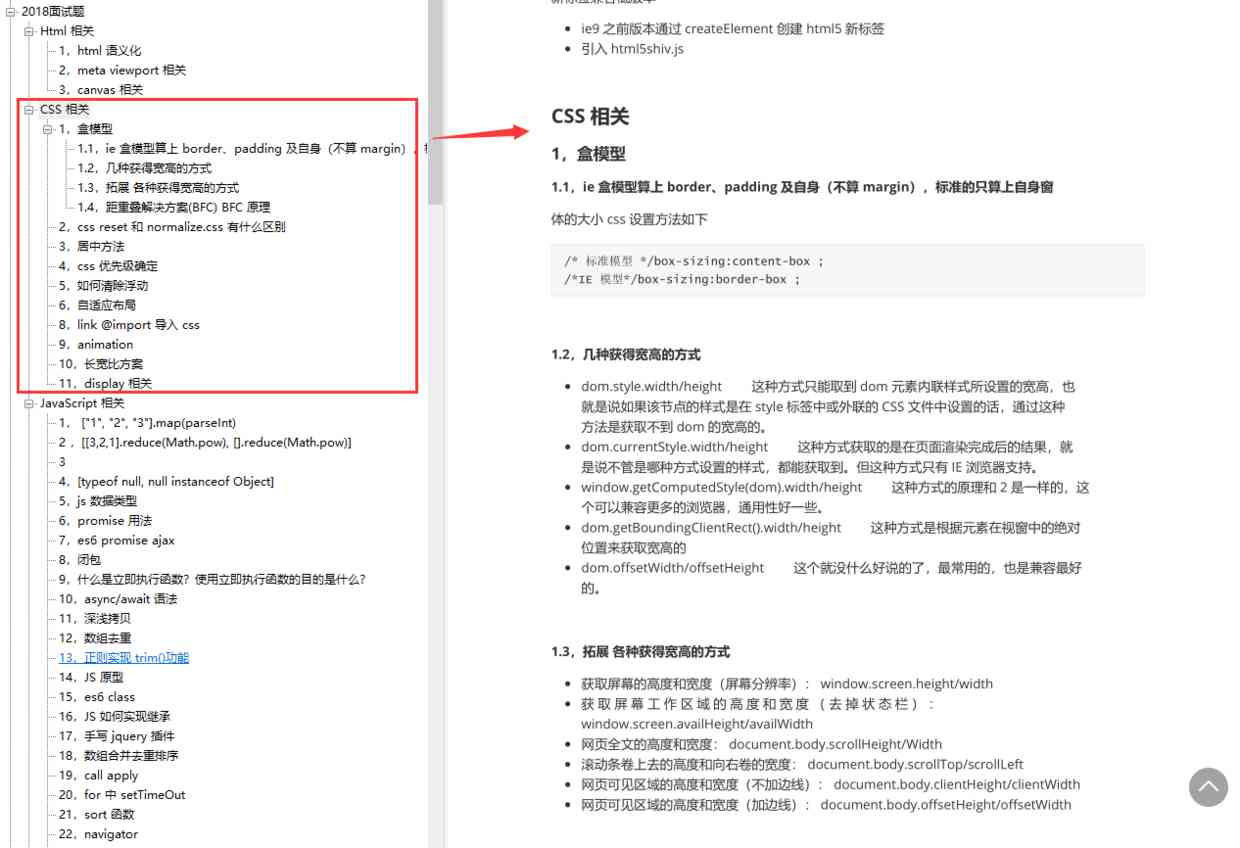 2018面试题
Html 相关
1，html 语义化
2，meta viewport 相关
3，canvas 相关
CSS 相关
1，盒模型
1.1，ie 盒模型算上 border、padding 及自身（不算 margin），
1.2，几种获得宽高的方式
1.3，拓展 各种获得宽高的方式
1.4，距重叠解决方案(BFC) BFC 原理
2，css reset 和 normalize.css 有什么区别
3，居中方法
4，css 优先级确定
5，如何清除浮动
6，自适应布局
8，link @import 导入 css
9，animation
10，长宽比方案
11，display 相关
JavaScript 相关
1， ["1", "2", "3"].map(parseInt)
2 ，[[3,2,1].reduce(Math.pow), [].reduce(Math.pow)]
3
4，[typeof null, null instanceof Object]
5，js 数据类型
6，promise 用法
7，es6 promise ajax
8，闭包
9，什么是立即执行函数？使用立即执行函数的目的是什么？
10，async/await 语法
11，深浅拷贝
12，数组去重
13，正则实现 trim()功能
14，JS 原型
15，es6 class
16，JS 如何实现继承
17，手写 jquery 插件
18，数组合并去重排序
19，call apply
20，for 中 setTimeOut
21，sort 函数
22，navigator
ie9 之前版本通过 createElement 创建 html5 新标签
引入 html5shiv.js
CSS 相关
1，盒模型
1.1，ie 盒模型算上 border、padding 及自身（不算 margin），标准的只算上自身窗
体的大小 css 设置方法如下
/* 标准模型 */box-sizing:content-box ;
/*IE 模型*/box-sizing:border-box ;
1.2，几种获得宽高的方式
dom.style.width/height 这种方式只能取到 dom 元素内联样式所设置的宽高，也
就是说如果该节点的样式是在 style 标签中或外联的 CSS 文件中设置的话，通过这种
方法是获取不到 dom 的宽高的。
dom.currentStyle.width/height 这种方式获取的是在页面渲染完成后的结果，就
是说不管是哪种方式设置的样式，都能获取到。但这种方式只有 IE 浏览器支持。
window.getComputedStyle(dom).width/height 这种方式的原理和 2 是一样的，这
个可以兼容更多的浏览器，通用性好一些。
dom.getBoundingClientRect().width/height 这种方式是根据元素在视窗中的绝对
位置来获取宽高的
dom.offsetWidth/offsetHeight 这个就没什么好说的了，最常用的，也是兼容最好
的。
1.3，拓展 各种获得宽高的方式
获取屏幕的高度和宽度（屏幕分辨率）： window.screen.height/width
获取屏幕工作区域的高度和宽度（去掉状态栏）：
window.screen.availHeight/availWidth
网页全文的高度和宽度： document.body.scrollHeight/Width
滚动条卷上去的高度和向右卷的宽度： document.body.scrollTop/scrollLeft
网页可见区域的高度和宽度（不加边线）： document.body.clientHeight/clientWidth
网页可见区域的高度和宽度（加边线）： document.body.offsetHeight/offsetWidth